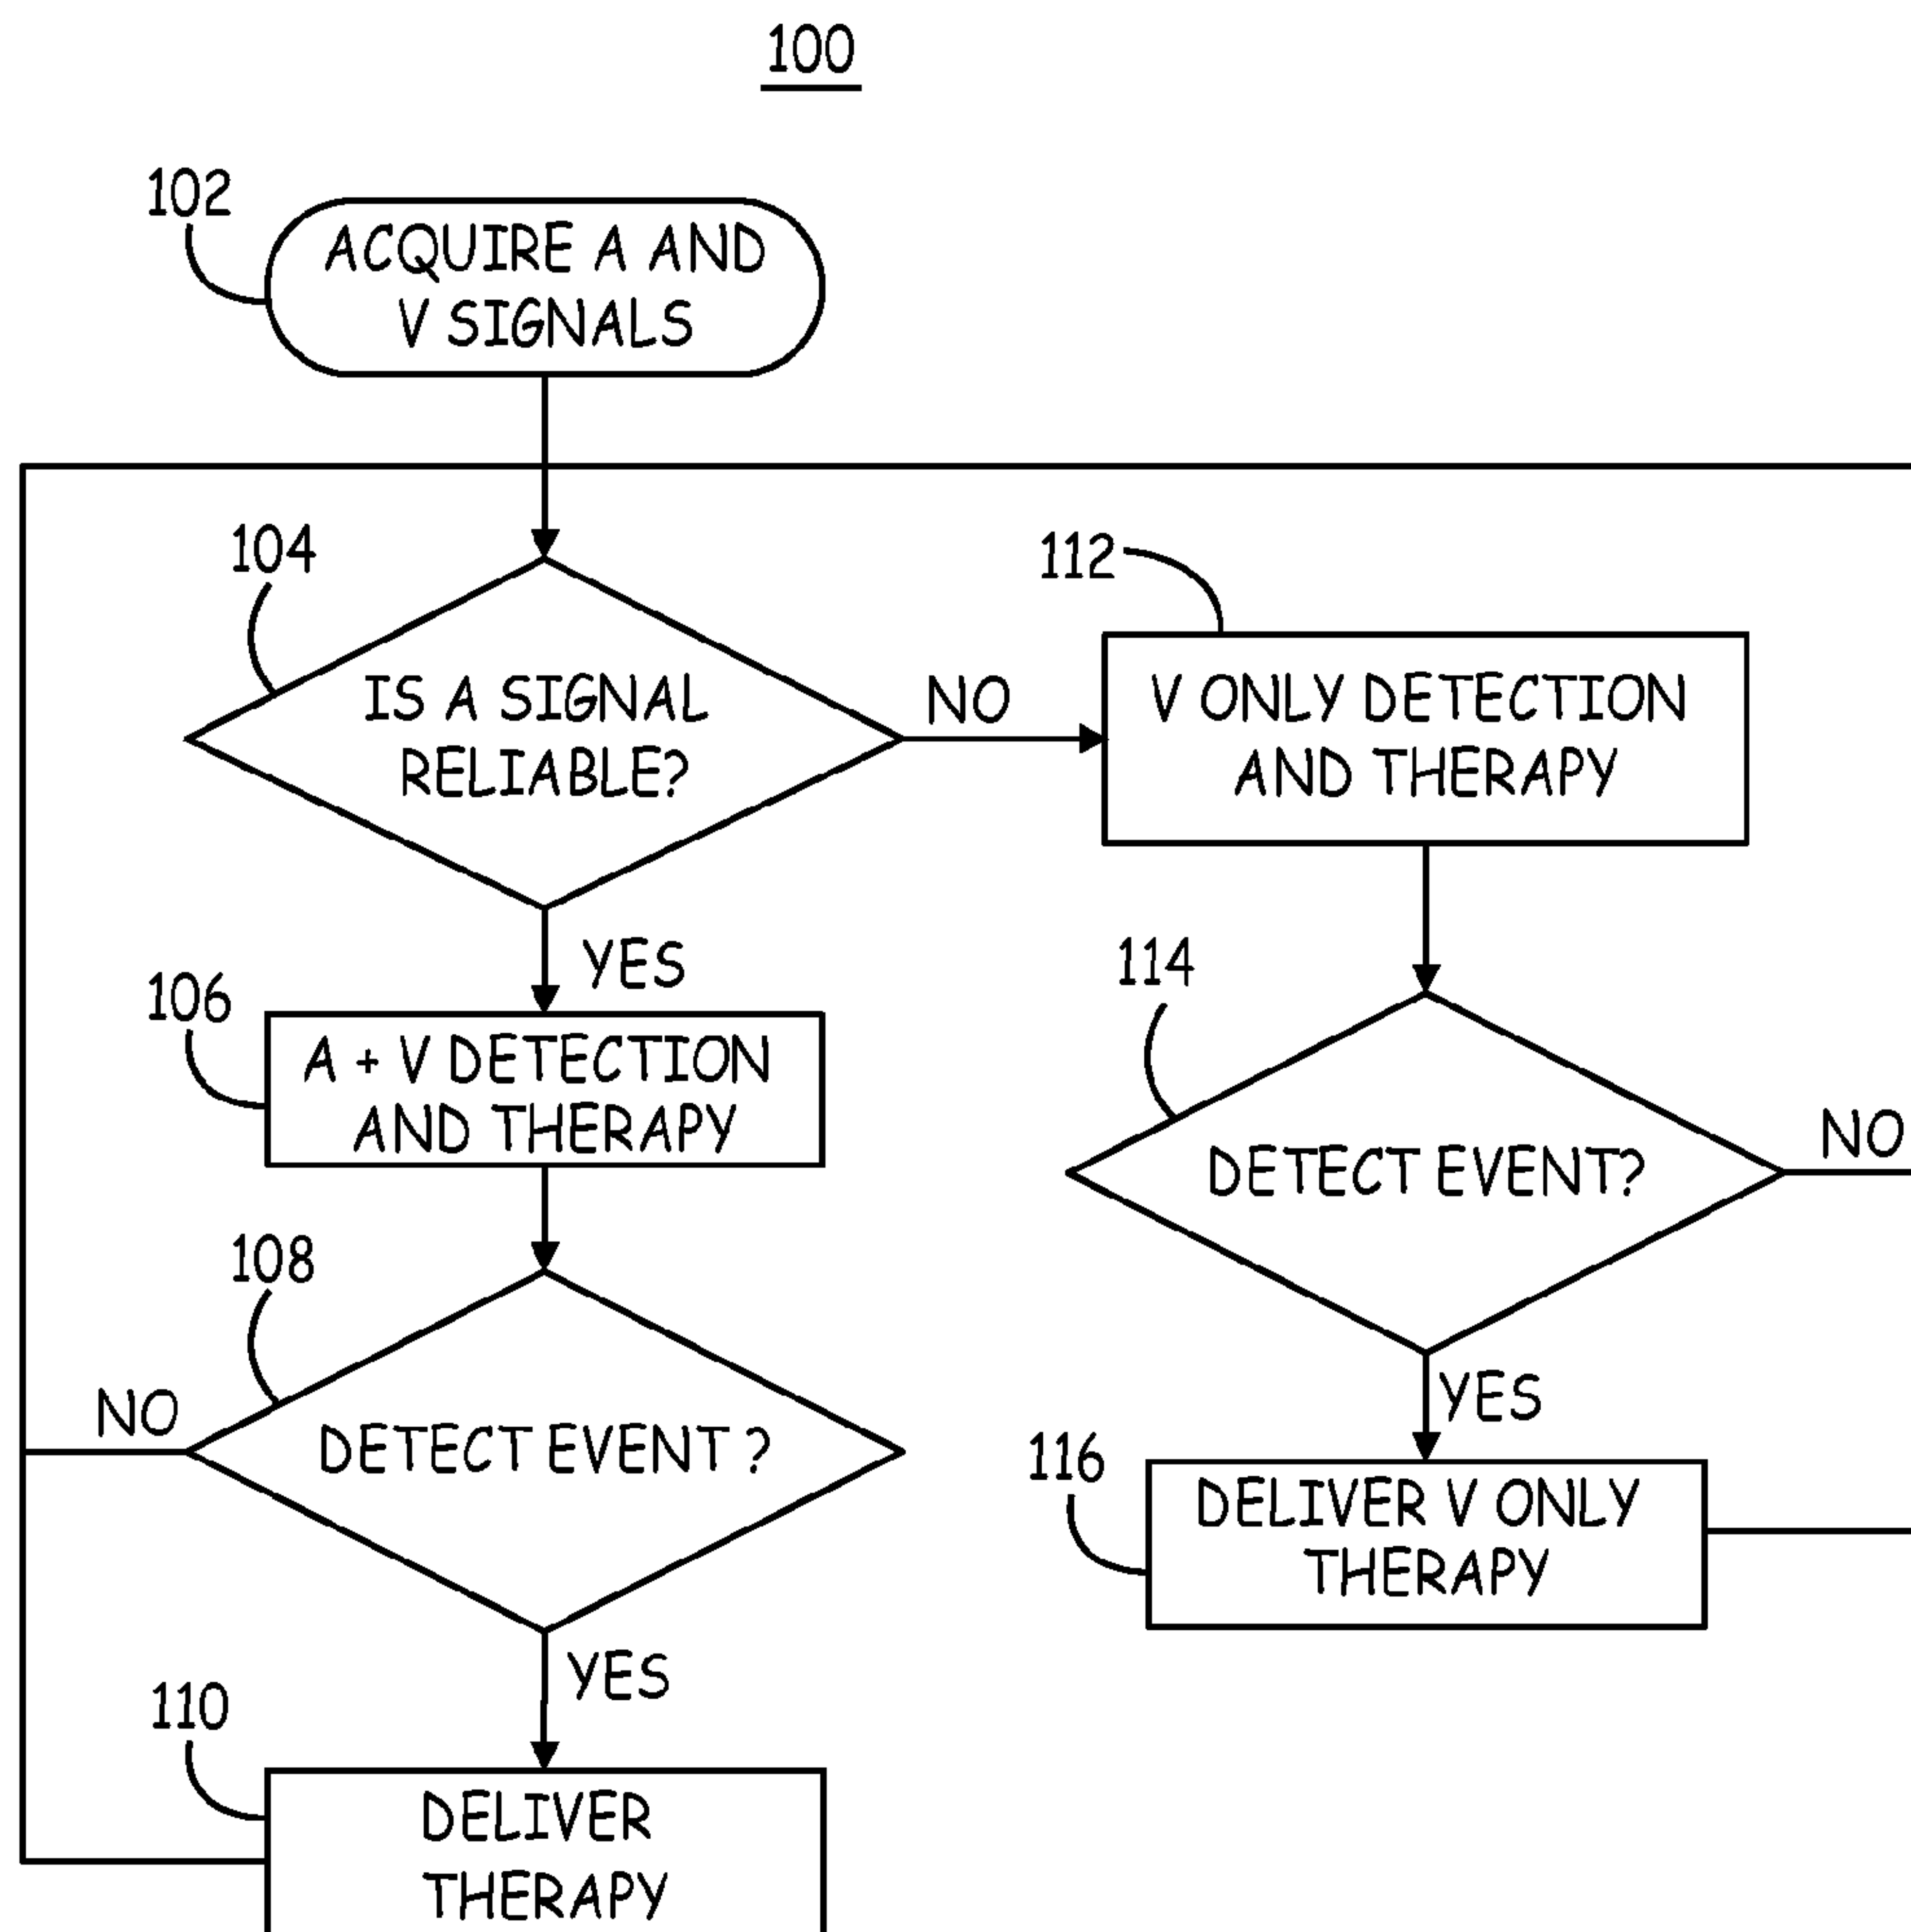 100
102
ACQUIRE A AND
V SIGNALS
104
IS A SIGNAL
RELIABLE?
NO
112
V ONLY DETECTION
AND THERAPY
YES
106
A + V DETECTION
AND THERAPY
114
DETECT EVENT?
NO
108
DETECT EVENT ?
NO
YES
116
DELIVER V ONLY
THERAPY
YES
110
DELIVER
THERAPY